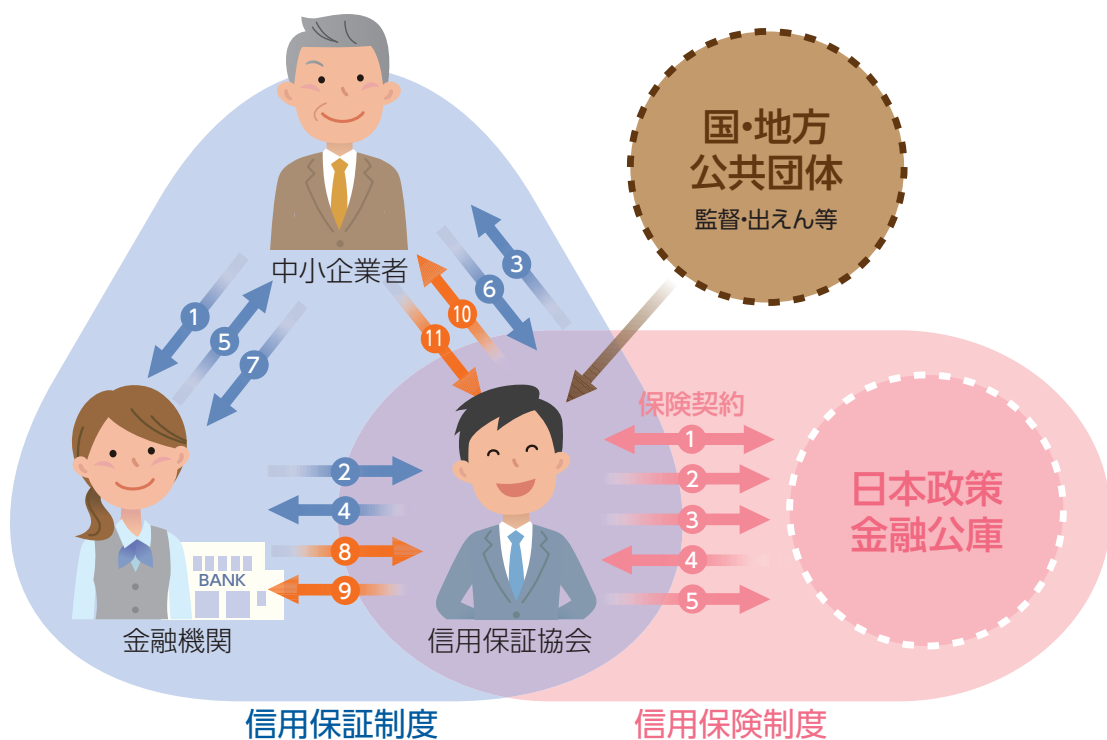 国・地方
公共団体
監督・出えん等
中小企業者
3
6
1
5
7
10
11
保険契約
1
2
3
4
5
日本政策
金融公庫
2
4
8
9
BANK
金融機関
信用保証協会
信用保証制度
信用保険制度